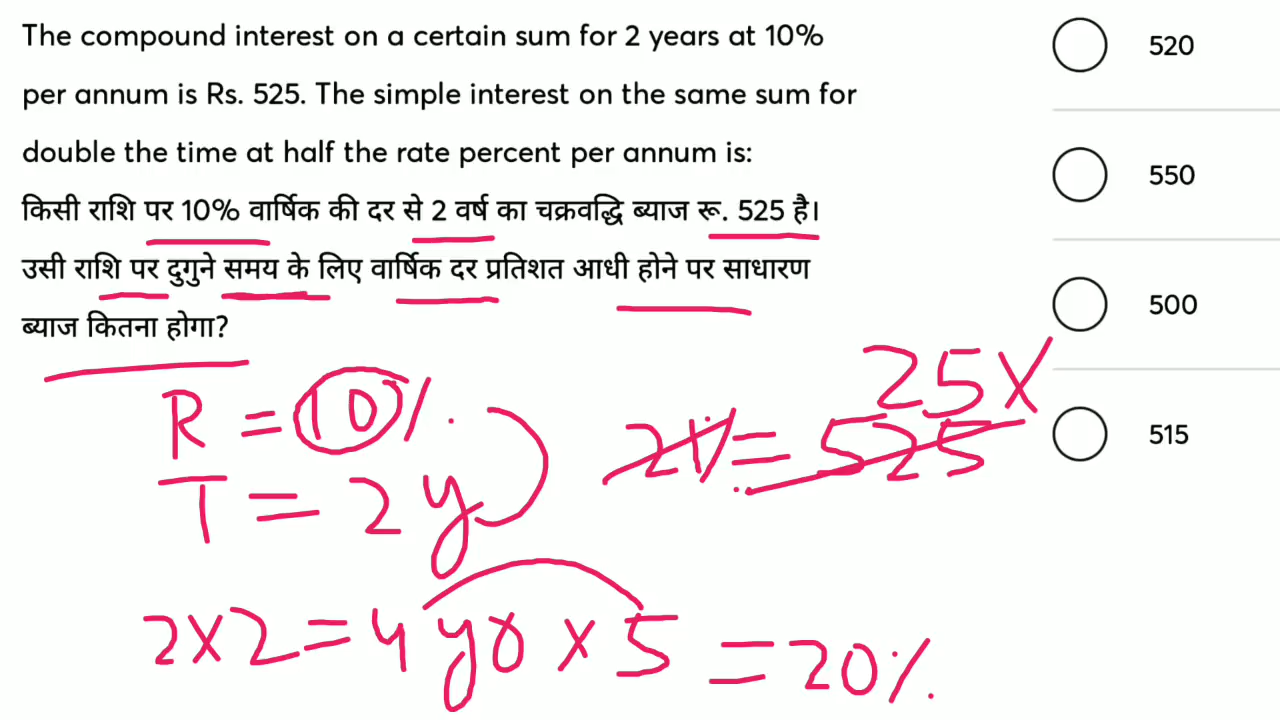 The compound interest on a certain sum for 2 years at 10%
per annum is Rs. 525. The simple interest on the same sum for
double the time at half the rate percent per annum is:
किसी राशि पर 10% वार्षिक की दर से 2 वर्ष का चक्रवद्धि ब्याज रू. 525 है।
उसी राशि पर दुगुने समय के लिए वार्षिक दर प्रतिशत आधी होने पर साधारण
ब्याज कितना होगा?
520
550
500
515
R = 10%.
T = 2y
25X
21% = 525
2x2 = 4 yr x 5 = 20%.